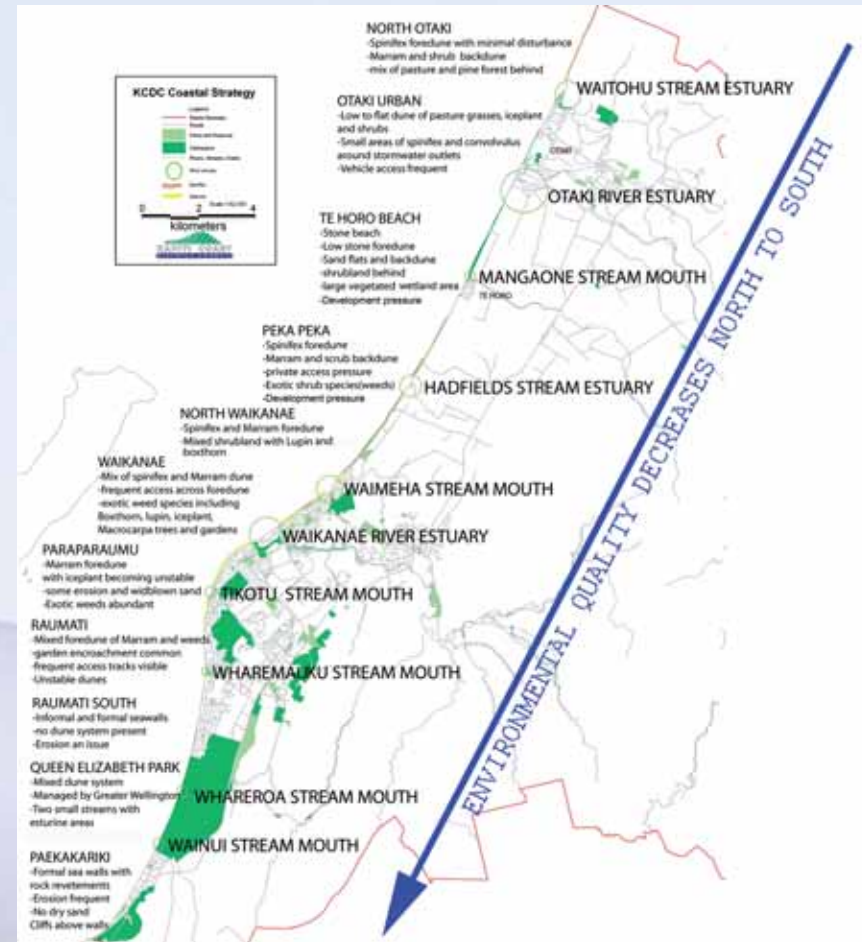 NORTH OTAKI
-Spinifex foredune with minimal disturbance
-Marram and shrub backdune
-mix of pasture and pine forest behind
WAITOHU STREAM ESTUARY
KCDC Coastal Strategy
OTAKI URBAN
-Low to flat dune of pasture grasses, iceplant
and shrubs
-Small areas of spinifex and convolvulus
around stormwater outlets
-Vehicle access frequent
OTAKI
OTAKI RIVER ESTUARY
0 2 4
kilometers
TE HORO BEACH
-Stone beach
-Low stone foredune
-Sand flats and backdune
-shrubland behind
-large vegetated wetland area
-Development pressure
MANGAONE STREAM MOUTH
TE HORO
PEKA PEKA
-Spinifex foredune
-Marram and scrub backdune
-private access pressure
-Exotic shrub species(weeds)
-Development pressure
HADFIELDS STREAM ESTUARY
NORTH WAIKANAE
-Spinifex and Marram foredune
-Mixed shrubland with Lupin and
boxthorn
WAIKANAE
-Mix of spinifex and Marram dune
-frequent access across foredune
-exotic weed species including
Boxthorn, lupin, iceplant,
Macrocarpa trees and gardens
WAIMEHA STREAM MOUTH
WAIKANAE RIVER ESTUARY
PARAPARAUMU
-Marram foredune
with iceplant becoming unstable
-some erosion and widblown sand
-Exotic weeds abundant
TIKOTU STREAM MOUTH
RAUMATI
-Mixed foredune of Marram and weeds
-garden encroachment common
-frequent access tracks visible
-Unstable dunes
WHAREMAUKU STREAM MOUTH
RAUMATI SOUTH
-Informal and formal seawalls
-no dune system present
-Erosion an issue
QUEEN ELIZABETH PARK
-Mixed dune system
-Managed by Greater Wellington
-Two small streams with
esturine areas
WHAREROA STREAM MOUTH
WAINUI STREAM MOUTH
PAEKAKARIKI
-Formal sea walls with
rock revetements
-Erosion frequent
-No dry sand
Cliffs above walls
ENVIRONMENTAL QUALITY DECREASES NORTH TO SOUTH